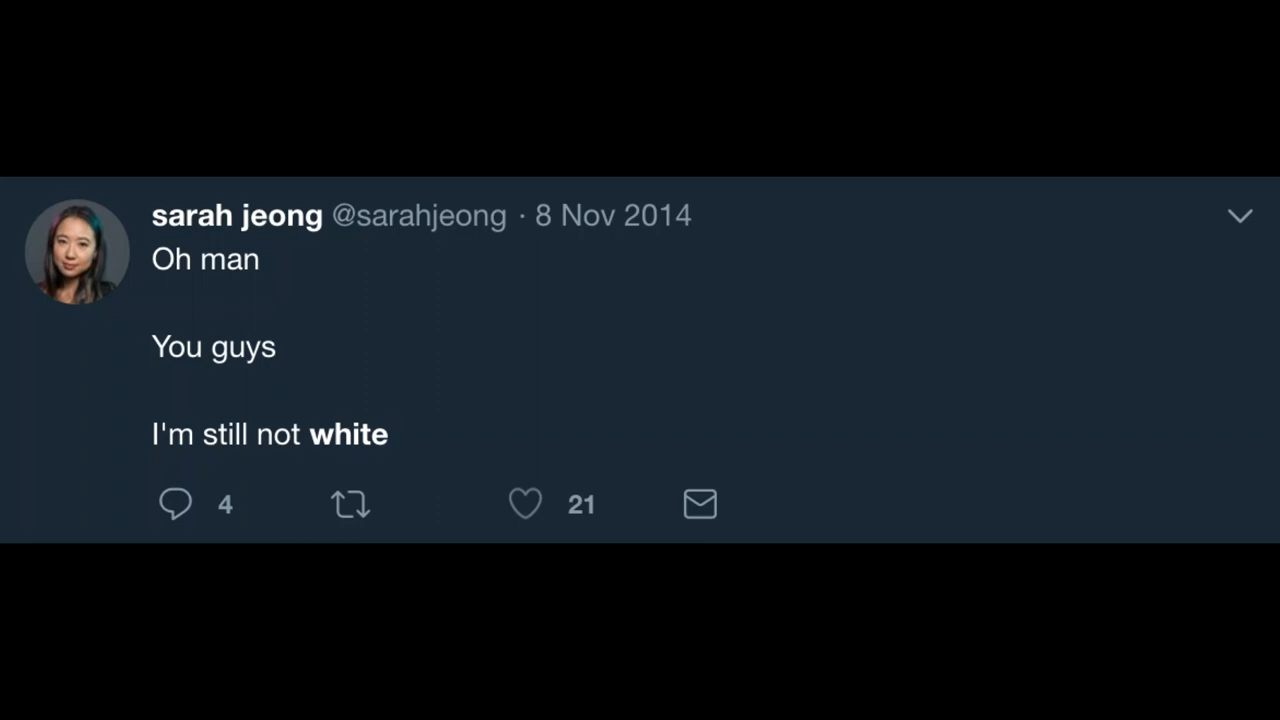 sarah jeong @sarahjeong · 8 Nov 2014
Oh man
You guys
I'm still not white
4 21